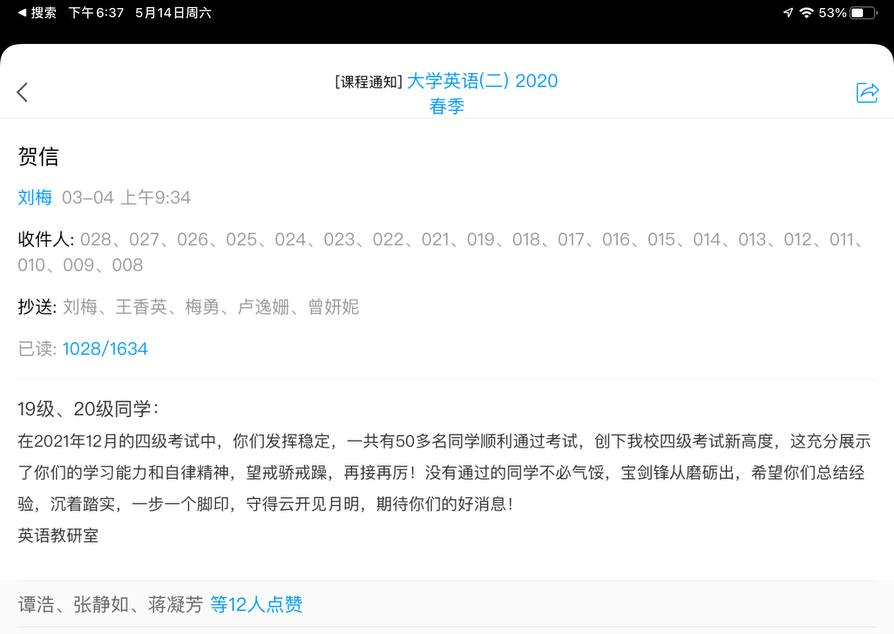 ◀ 搜索 下午6:37 5月14日周六 53%
[课程通知] 大学英语(二) 2020
春季
贺信
刘梅 03-04 上午9:34
收件人: 028、027、026、025、024、023、022、021、019、018、017、016、015、014、013、012、011、
010、009、008
抄送: 刘梅、王香英、梅勇、卢逸姗、曾妍妮
已读: 1028/1634
19级、20级同学：
在2021年12月的四级考试中，你们发挥稳定，一共有50多名同学顺利通过考试，创下我校四级考试新高度，这充分展示
了你们的学习能力和自律精神，望戒骄戒躁，再接再厉！没有通过的同学不必气馁，宝剑锋从磨砺出，希望你们总结经
验，沉着踏实，一步一个脚印，守得云开见月明，期待你们的好消息！
英语教研室
谭浩、张静如、蒋凝芳 等12人点赞